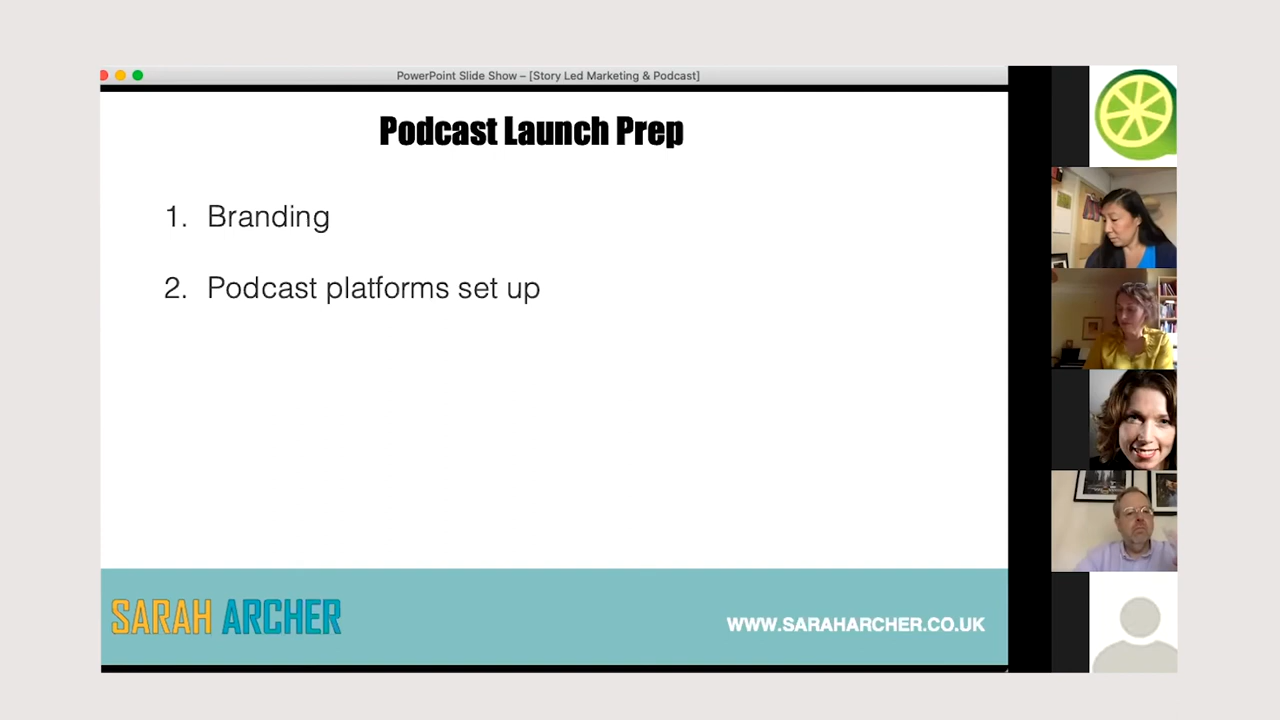 PowerPoint Slide Show – [Story Led Marketing & Podcast]
Podcast Launch Prep
1. Branding
2. Podcast platforms set up
SARAH ARCHER
WWW.SARAHARCHER.CO.UK